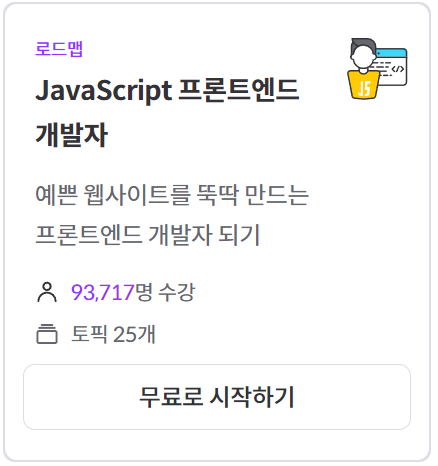 로드맵
JavaScript 프론트엔드
개발자
JS
</>
예쁜 웹사이트를 뚝딱 만드는
프론트엔드 개발자 되기
93,717명 수강
토픽 25개
무료로 시작하기